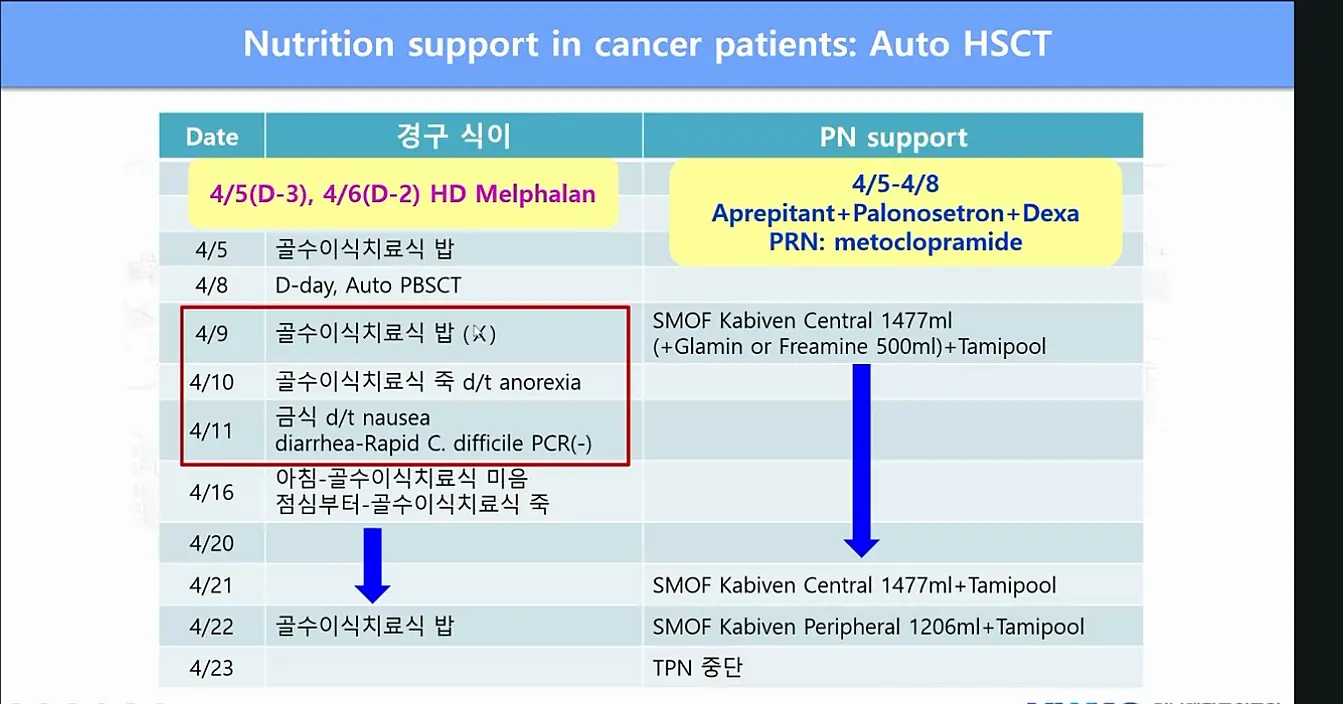 Nutrition support in cancer patients: Auto HSCT
Date 경구 식이 PN support
4/5(D-3), 4/6(D-2) HD Melphalan
4/5-4/8
Aprepitant+Palonosetron+Dexa
PRN: metoclopramide
4/5 골수이식치료식 밥
4/8 D-day, Auto PBSCT
4/9 골수이식치료식 밥 (X)
SMOF Kabiven Central 1477ml
(+Glamin or Freamine 500ml)+Tamipool
4/10 골수이식치료식 죽 d/t anorexia
4/11
금식 d/t nausea
diarrhea-Rapid C. difficile PCR(-)
4/16
아침-골수이식치료식 미음
점심부터-골수이식치료식 죽
4/20
4/21 SMOF Kabiven Central 1477ml+Tamipool
4/22 골수이식치료식 밥 SMOF Kabiven Peripheral 1206ml+Tamipool
4/23 TPN 중단